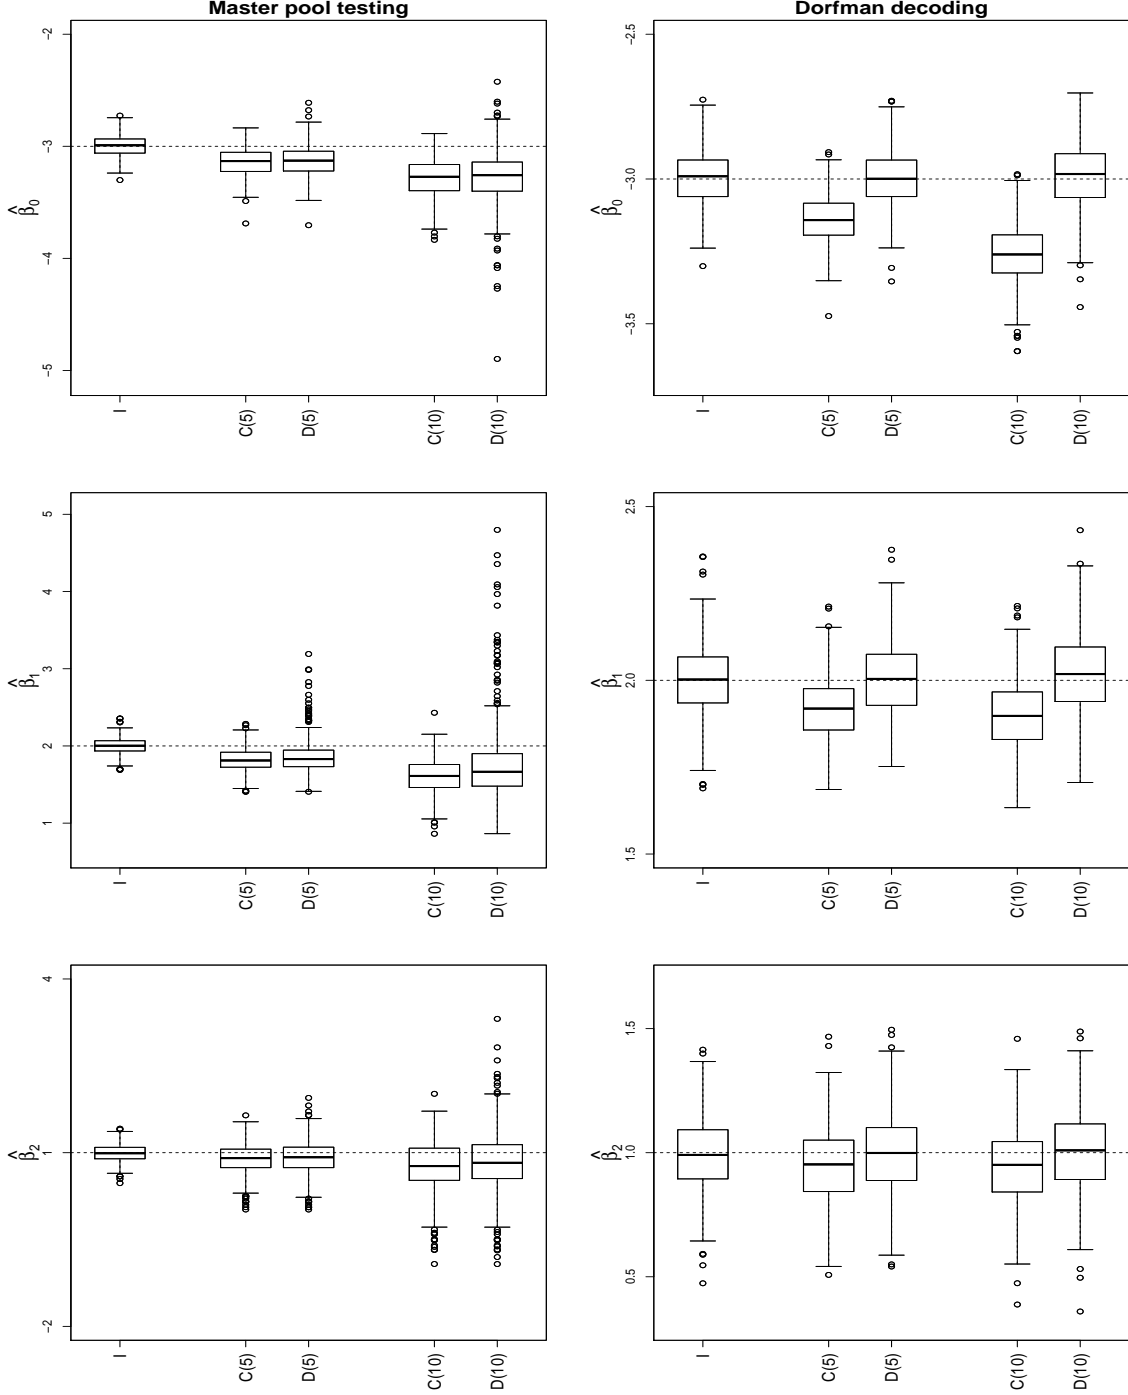 Master pool testing
Dorfman decoding
β̂0
-2
-3
-4
-5
I
C(5)
D(5)
C(10)
D(10)
β̂0
-2.5
-3.0
-3.5
I
C(5)
D(5)
C(10)
D(10)
β̂1
5
4
3
2
1
I
C(5)
D(5)
C(10)
D(10)
β̂1
2.5
2.0
1.5
I
C(5)
D(5)
C(10)
D(10)
β̂2
4
1
-2
I
C(5)
D(5)
C(10)
D(10)
β̂2
1.5
1.0
0.5
I
C(5)
D(5)
C(10)
D(10)